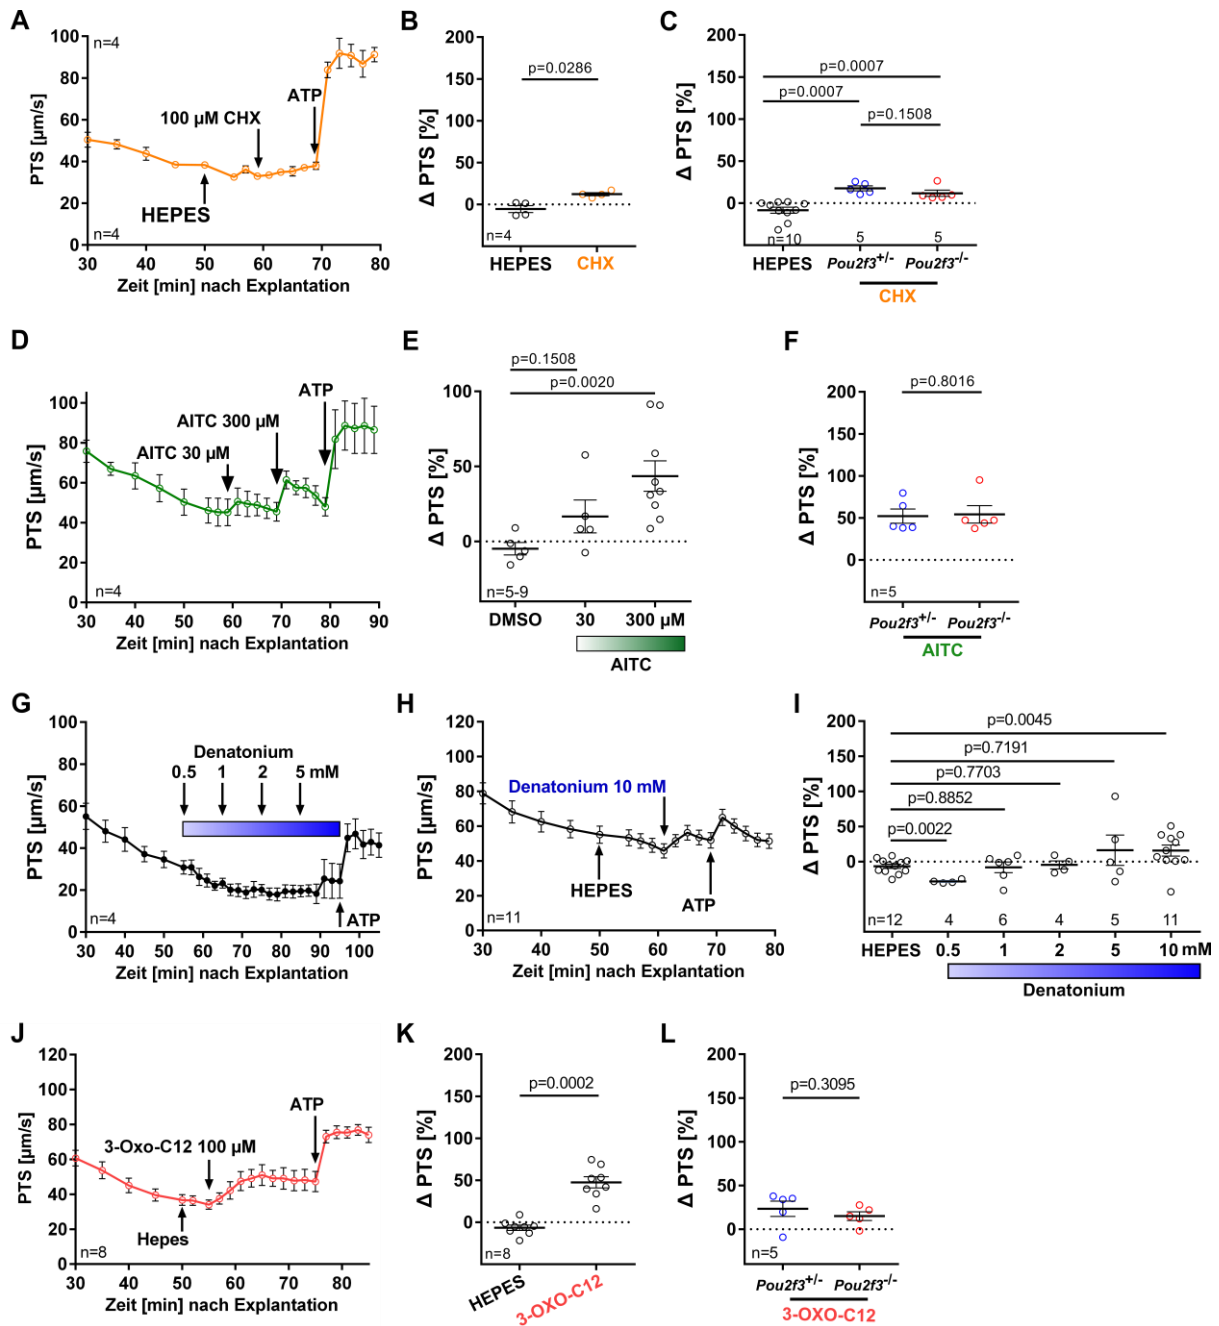 A
n=4
100
80
60
40
20
0
PTS [µm/s]
100 µM CHX
ATP
HEPES
n=4
30 40 50 60 70 80
Zeit [min] nach Explantation
B
200
150
100
50
0
-50
Δ PTS [%]
p=0.0286
n=4
HEPES CHX
C
200
150
100
50
0
-50
Δ PTS [%]
p=0.0007
p=0.0007
p=0.1508
n=10 5 5
HEPES Pou2f3+/- Pou2f3-/-
CHX
D
100
80
60
40
20
0
PTS [µm/s]
ATP
AITC 300 µM
AITC 30 µM
n=4
30 40 50 60 70 80 90
Zeit [min] nach Explantation
E
p=0.1508
p=0.0020
100
50
0
Δ PTS [%]
n=5-9
DMSO 30 300 µM
AITC
F
p=0.8016
200
150
100
50
0
Δ PTS [%]
n=5
Pou2f3+/- Pou2f3-/-
AITC
G
100
80
60
40
20
0
PTS [µm/s]
Denatonium
0.5 1 2 5 mM
ATP
n=4
30 40 50 60 70 80 90 100
Zeit [min] nach Explantation
H
120
100
80
60
40
20
0
PTS [µm/s]
Denatonium 10 mM
HEPES
ATP
n=11
30 40 50 60 70 80
Zeit [min] nach Explantation
I
200
150
100
50
0
-50
-100
Δ PTS [%]
p=0.0045
p=0.7191
p=0.7703
p=0.8852
p=0.0022
n=12 4 6 4 5 11
HEPES 0.5 1 2 5 10 mM
Denatonium
J
120
100
80
60
40
20
0
PTS [µm/s]
ATP
3-Oxo-C12 100 µM
Hepes
n=8
30 40 50 60 70 80
Zeit [min] nach Explantation
K
200
150
100
50
0
-50
Δ PTS [%]
p=0.0002
n=8
HEPES
3-OXO-C12
L
200
150
100
50
0
Δ PTS [%]
p=0.3095
n=5
Pou2f3+/- Pou2f3-/-
3-OXO-C12